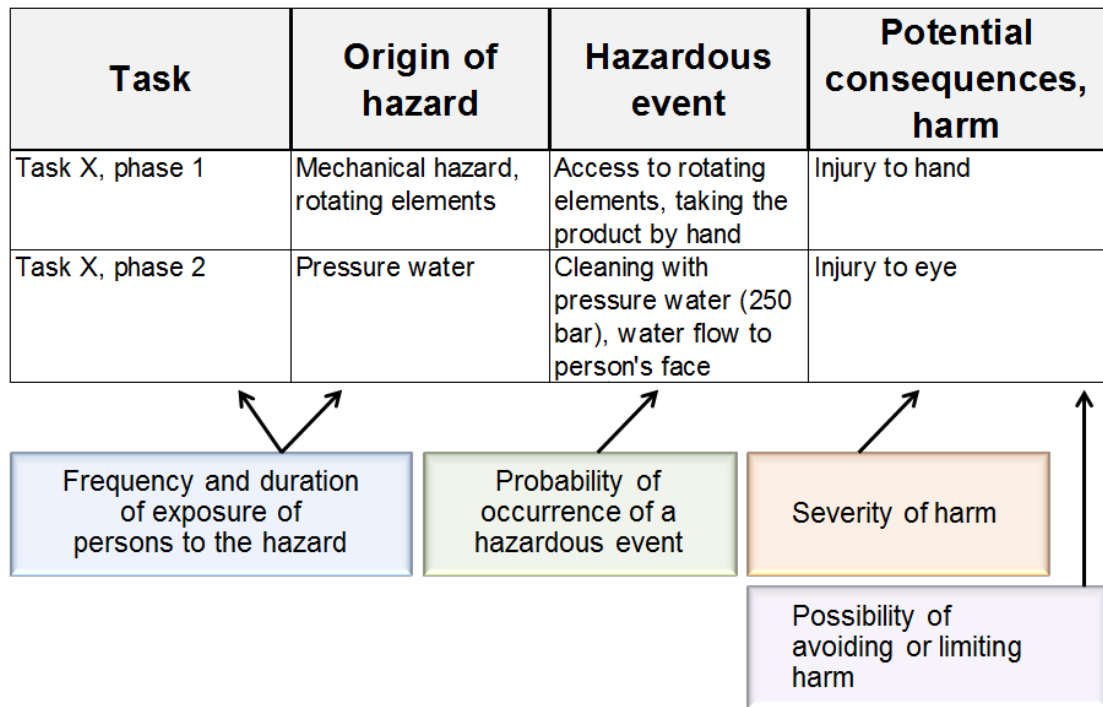 Task
Origin of
hazard
Hazardous
event
Potential
consequences,
harm
Task X, phase 1
Mechanical hazard,
rotating elements
Access to rotating
elements, taking the
product by hand
Injury to hand
Task X, phase 2
Pressure water
Cleaning with
pressure water (250
bar), water flow to
person's face
Injury to eye
Frequency and duration
of exposure of
persons to the hazard
Probability of
occurrence of a
hazardous event
Severity of harm
Possibility of
avoiding or limiting
harm